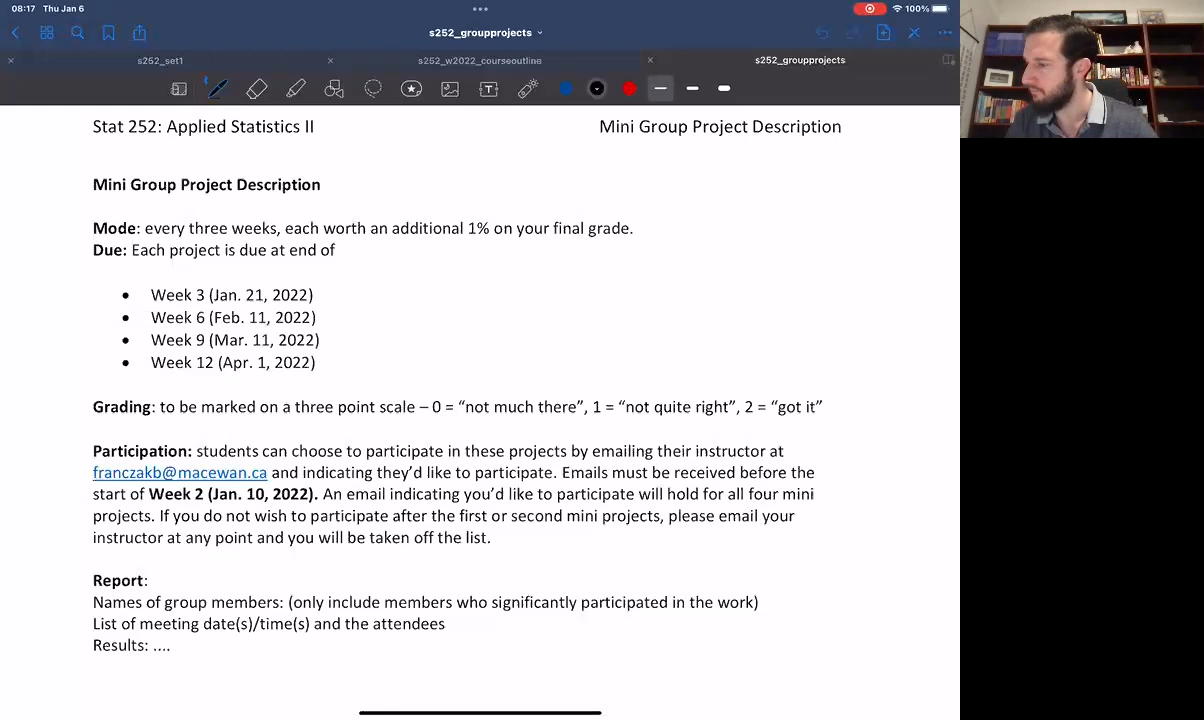 08:17 Thu Jan 6
100%
s252_groupprojects
s252_set1
s252_w2022_courseoutline
s252_groupprojects
Stat 252: Applied Statistics II
Mini Group Project Description
Mini Group Project Description
Mode: every three weeks, each worth an additional 1% on your final grade.
Due: Each project is due at end of
• Week 3 (Jan. 21, 2022)
• Week 6 (Feb. 11, 2022)
• Week 9 (Mar. 11, 2022)
• Week 12 (Apr. 1, 2022)
Grading: to be marked on a three point scale – 0 = “not much there”, 1 = “not quite right”, 2 = “got it”
Participation: students can choose to participate in these projects by emailing their instructor at
franczakb@macewan.ca and indicating they’d like to participate. Emails must be received before the
start of Week 2 (Jan. 10, 2022). An email indicating you’d like to participate will hold for all four mini
projects. If you do not wish to participate after the first or second mini projects, please email your
instructor at any point and you will be taken off the list.
Report:
Names of group members: (only include members who significantly participated in the work)
List of meeting date(s)/time(s) and the attendees
Results: ....